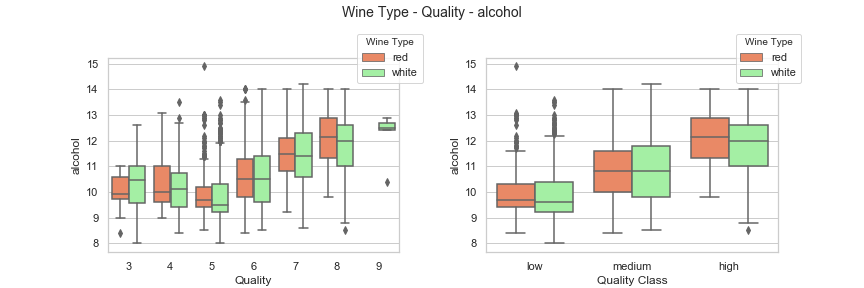 Wine Type - Quality - alcohol
Wine Type
red
white
15
14
13
12
11
10
9
8
alcohol
3 4 5 6 7 8 9
Quality
Wine Type
red
white
15
14
13
12
11
10
9
8
alcohol
low medium high
Quality Class